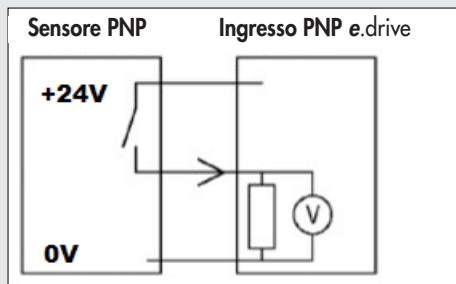 Sensore PNP
Ingresso PNP e.drive
+24V
V
0V